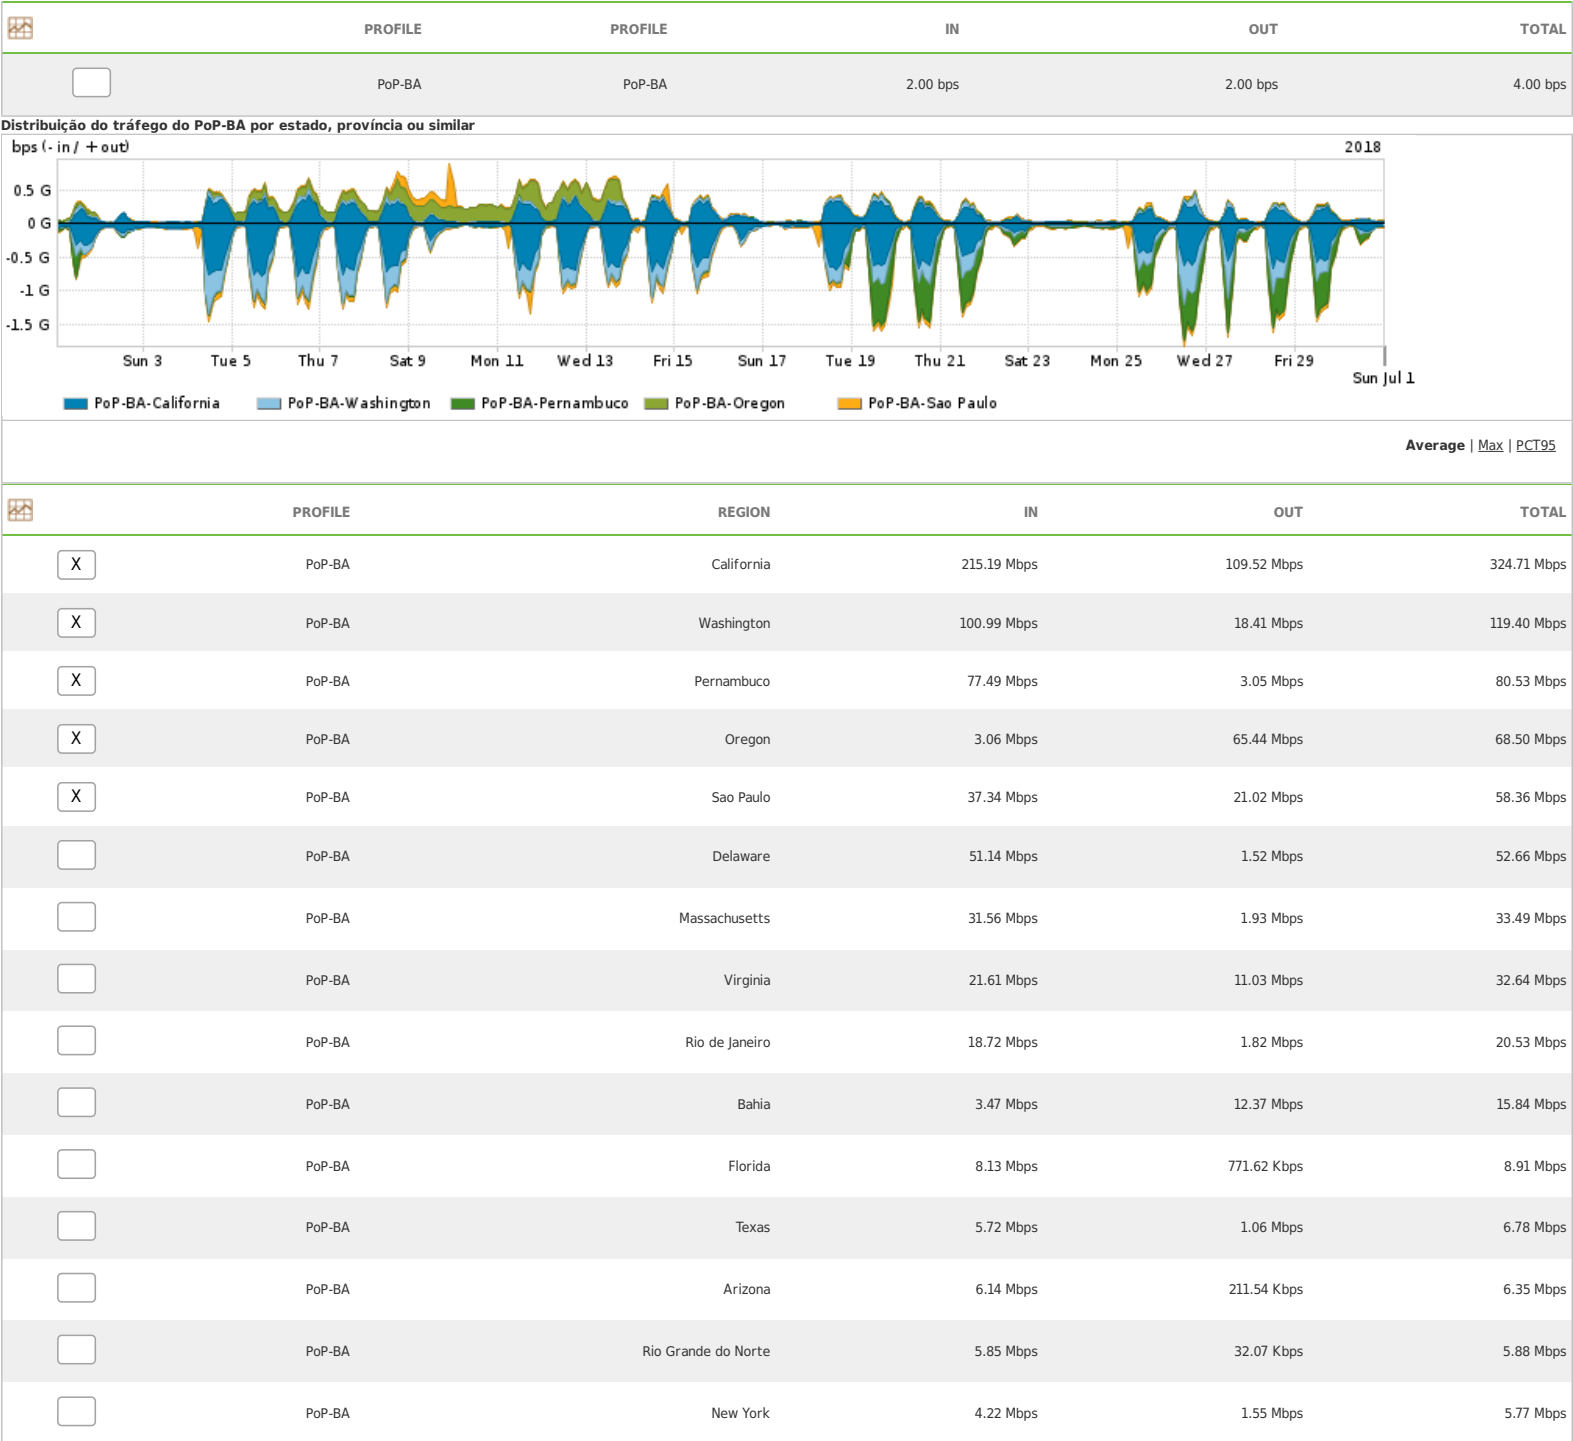 PROFILE PROFILE IN OUT TOTAL
PoP-BA PoP-BA 2.00 bps 2.00 bps 4.00 bps
Distribuição do tráfego do PoP-BA por estado, província ou similar
bps (- in / + out) 2018
0.5 G
0 G
-0.5 G
-1 G
-1.5 G
Sun 3 Tue 5 Thu 7 Sat 9 Mon 11 Wed 13 Fri 15 Sun 17 Tue 19 Thu 21 Sat 23 Mon 25 Wed 27 Fri 29
Sun Jul 1
PoP-BA-California PoP-BA-Washington PoP-BA-Pernambuco PoP-BA-Oregon PoP-BA-Sao Paulo
Average | Max | PCT95
PROFILE REGION IN OUT TOTAL
X PoP-BA California 215.19 Mbps 109.52 Mbps 324.71 Mbps
X PoP-BA Washington 100.99 Mbps 18.41 Mbps 119.40 Mbps
X PoP-BA Pernambuco 77.49 Mbps 3.05 Mbps 80.53 Mbps
X PoP-BA Oregon 3.06 Mbps 65.44 Mbps 68.50 Mbps
X PoP-BA Sao Paulo 37.34 Mbps 21.02 Mbps 58.36 Mbps
PoP-BA Delaware 51.14 Mbps 1.52 Mbps 52.66 Mbps
PoP-BA Massachusetts 31.56 Mbps 1.93 Mbps 33.49 Mbps
PoP-BA Virginia 21.61 Mbps 11.03 Mbps 32.64 Mbps
PoP-BA Rio de Janeiro 18.72 Mbps 1.82 Mbps 20.53 Mbps
PoP-BA Bahia 3.47 Mbps 12.37 Mbps 15.84 Mbps
PoP-BA Florida 8.13 Mbps 771.62 Kbps 8.91 Mbps
PoP-BA Texas 5.72 Mbps 1.06 Mbps 6.78 Mbps
PoP-BA Arizona 6.14 Mbps 211.54 Kbps 6.35 Mbps
PoP-BA Rio Grande do Norte 5.85 Mbps 32.07 Kbps 5.88 Mbps
PoP-BA New York 4.22 Mbps 1.55 Mbps 5.77 Mbps